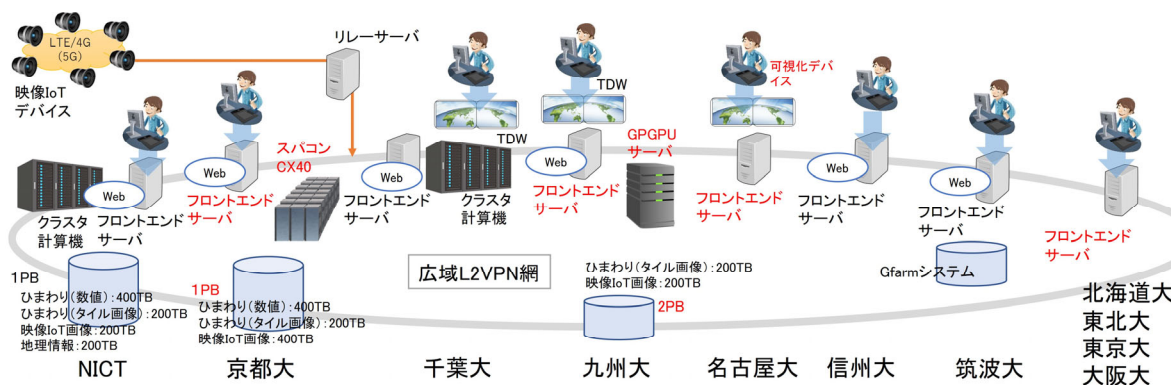 LTE/4G
(5G)
映像IoT
デバイス
リレーサーバ
TDW
可視化デバ
イス
スパコン
CX40
TDW
GPGPU
サーバ
Web
Web
Web
Web
Web
Web
クラスタ
計算機
フロントエンド
サーバ
フロントエンド
サーバ
フロントエンド
サーバ
クラスタ
計算機
フロントエンド
サーバ
フロントエンド
サーバ
フロントエンド
サーバ
フロントエンド
サーバ
フロントエンド
サーバ
1PB
ひまわり(数値):400TB
ひまわり(タイル画像):200TB
映像IoT画像:200TB
地理情報:200TB
1PB
ひまわり(数値):400TB
ひまわり(タイル画像):200TB
映像IoT画像:400TB
広域L2VPN網
ひまわり(タイル画像):200TB
映像IoT画像:200TB
2PB
Gfarmシステム
NICT
京都大
千葉大
九州大
名古屋大
信州大
筑波大
北海道大
東北大
東京大
大阪大